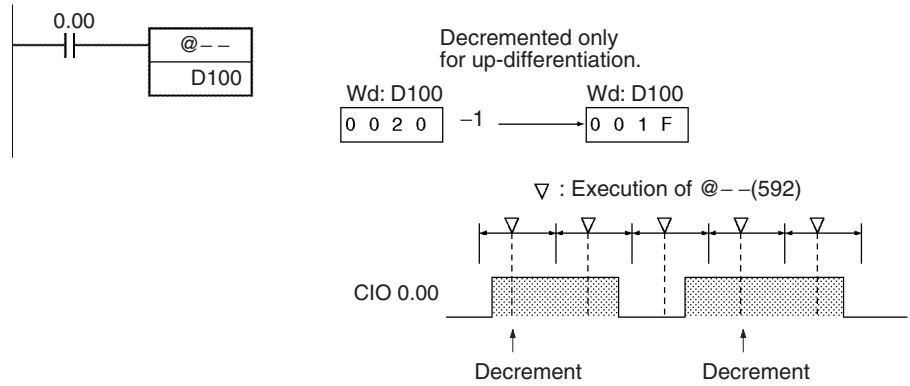 0.00
@– –
D100
Decremented only
for up-differentiation.
Wd: D100
Wd: D100
0 0 2 0
–1
0 0 1 F
▽ : Execution of @– –(592)
CIO 0.00
Decrement
Decrement